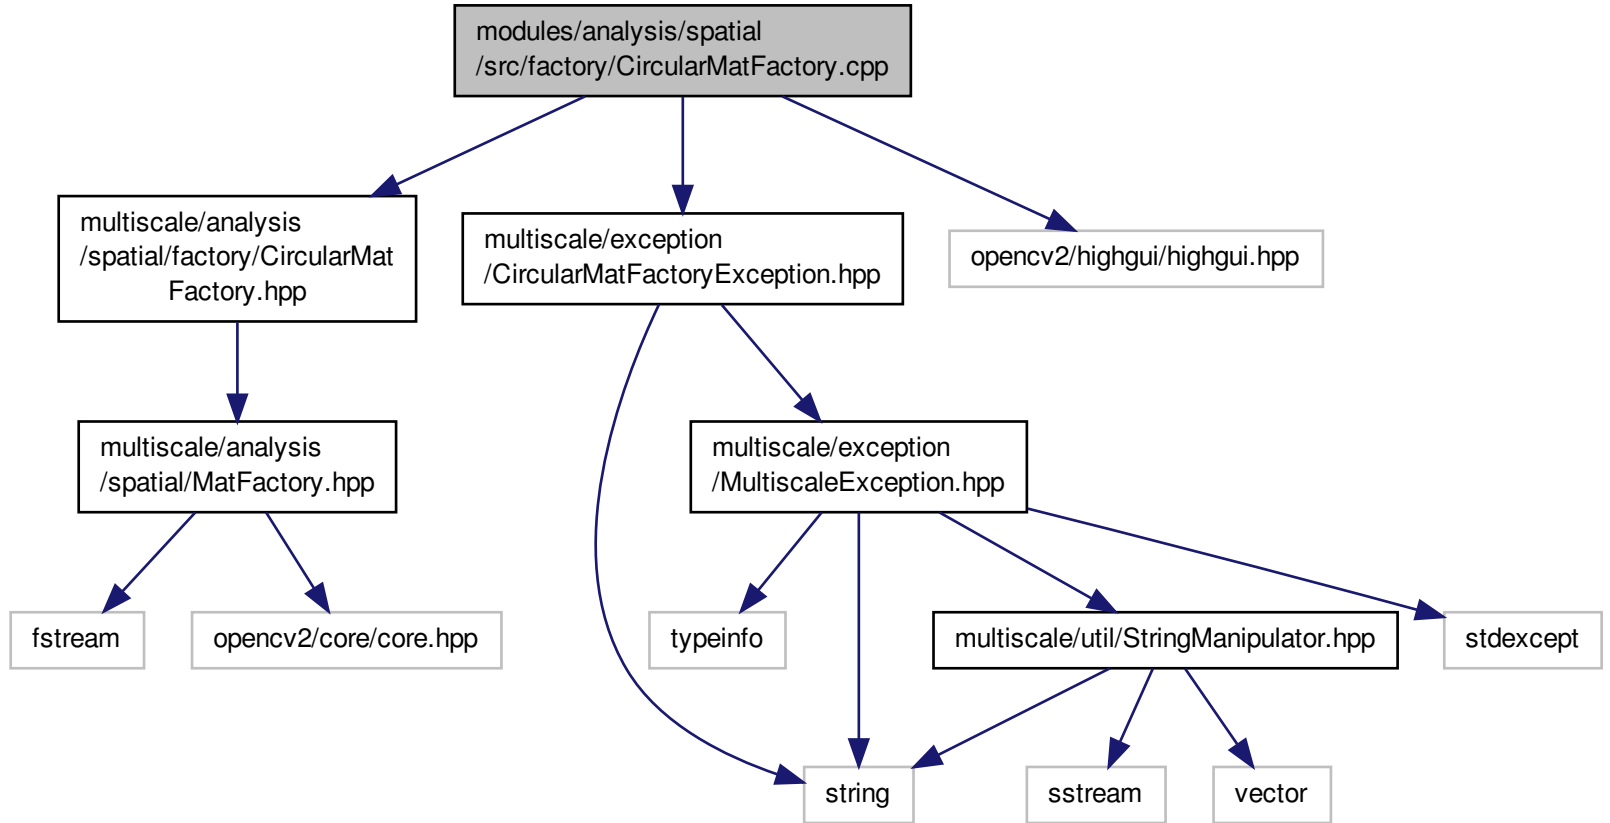 modules/analysis/spatial
/src/factory/CircularMatFactory.cpp
multiscale/analysis
/spatial/factory/CircularMat
Factory.hpp
multiscale/exception
/CircularMatFactoryException.hpp
opencv2/highgui/highgui.hpp
multiscale/analysis
/spatial/MatFactory.hpp
multiscale/exception
/MultiscaleException.hpp
fstream
opencv2/core/core.hpp
typeinfo
multiscale/util/StringManipulator.hpp
stdexcept
string
sstream
vector